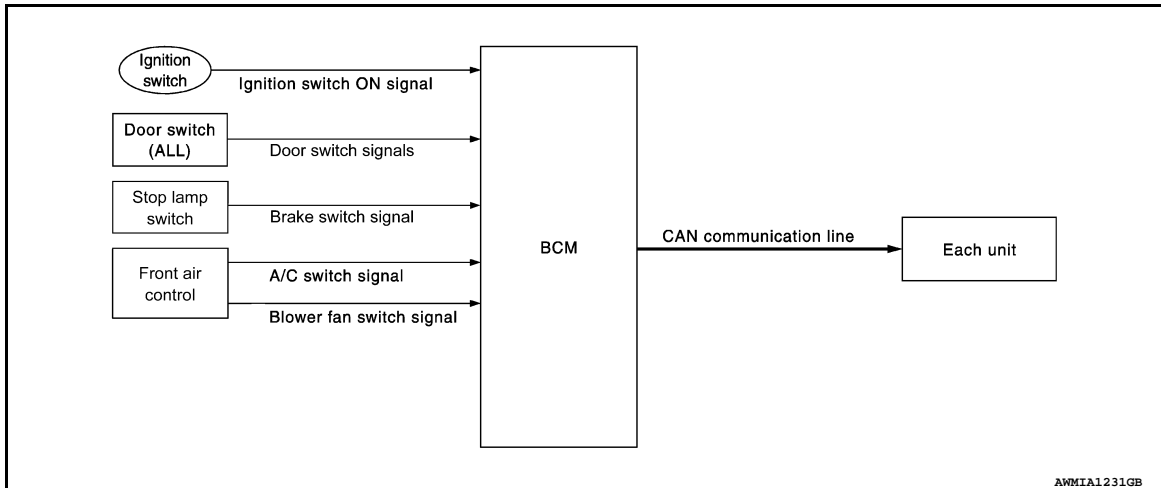 Ignition
switch
Ignition switch ON signal
Door switch
(ALL)
Door switch signals
Stop lamp
switch
Brake switch signal
Front air
control
A/C switch signal
Blower fan switch signal
BCM
CAN communication line
Each unit
AWMIA1231GB